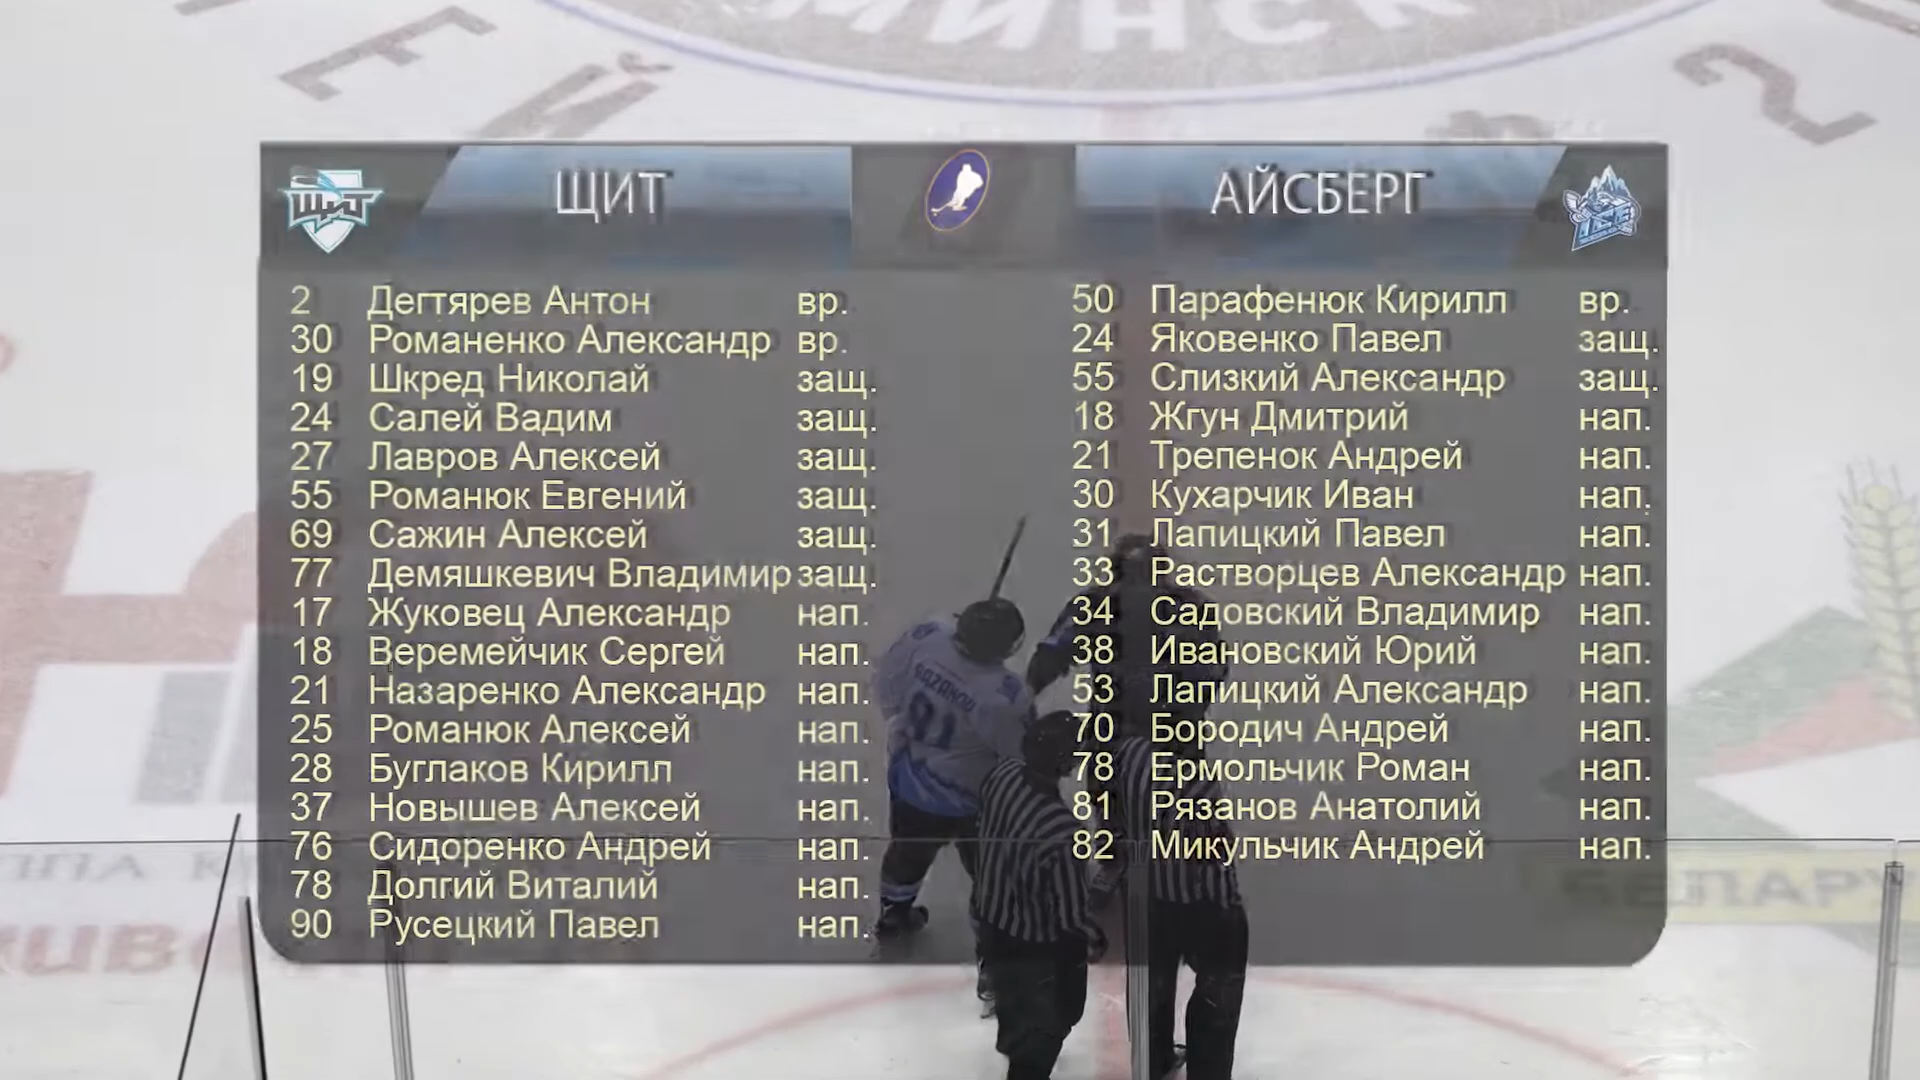 МИНСК
ЩИТ
ЩИТ АЙСБЕРГ
2 Дегтярев Антон вр. 50 Парафенюк Кирилл вр.
30 Романенко Александр вр. 24 Яковенко Павел защ.
19 Шкред Николай защ. 55 Слизкий Александр защ.
24 Салей Вадим защ. 18 Жгун Дмитрий нап.
27 Лавров Алексей защ. 21 Трепенок Андрей нап.
55 Романюк Евгений защ. 30 Кухарчик Иван нап.
69 Сажин Алексей защ. 31 Лапицкий Павел нап.
77 Демяшкевич Владимир защ. 33 Растворцев Александр нап.
17 Жуковец Александр нап. 34 Садовский Владимир нап.
18 Веремейчик Сергей нап. 38 Ивановский Юрий нап.
21 Назаренко Александр нап. 53 Лапицкий Александр нап.
25 Романюк Алексей нап. 70 Бородич Андрей нап.
28 Буглаков Кирилл нап. 78 Ермольчик Роман нап.
37 Новышев Алексей нап. 81 Рязанов Анатолий нап.
76 Сидоренко Андрей нап. 82 Микульчик Андрей нап.
78 Долгий Виталий нап.
90 Русецкий Павел нап.
81
БЕЛАРУ